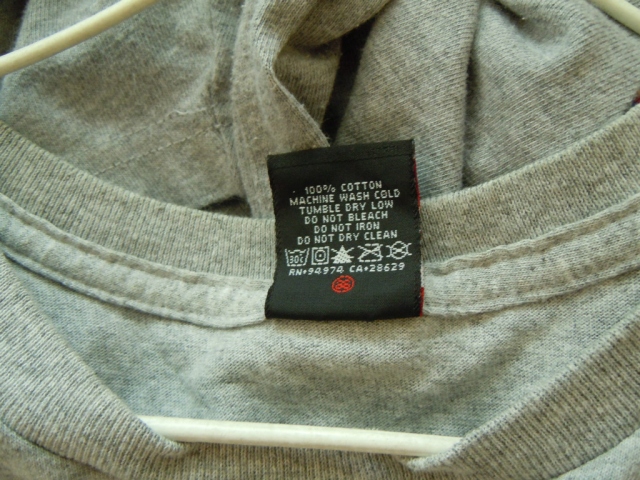 100% COTTON
MACHINE WASH COLD
TUMBLE DRY LOW
DO NOT BLEACH
DO NOT IRON
DO NOT DRY CLEAN
30c
RN•94974 CA•28629